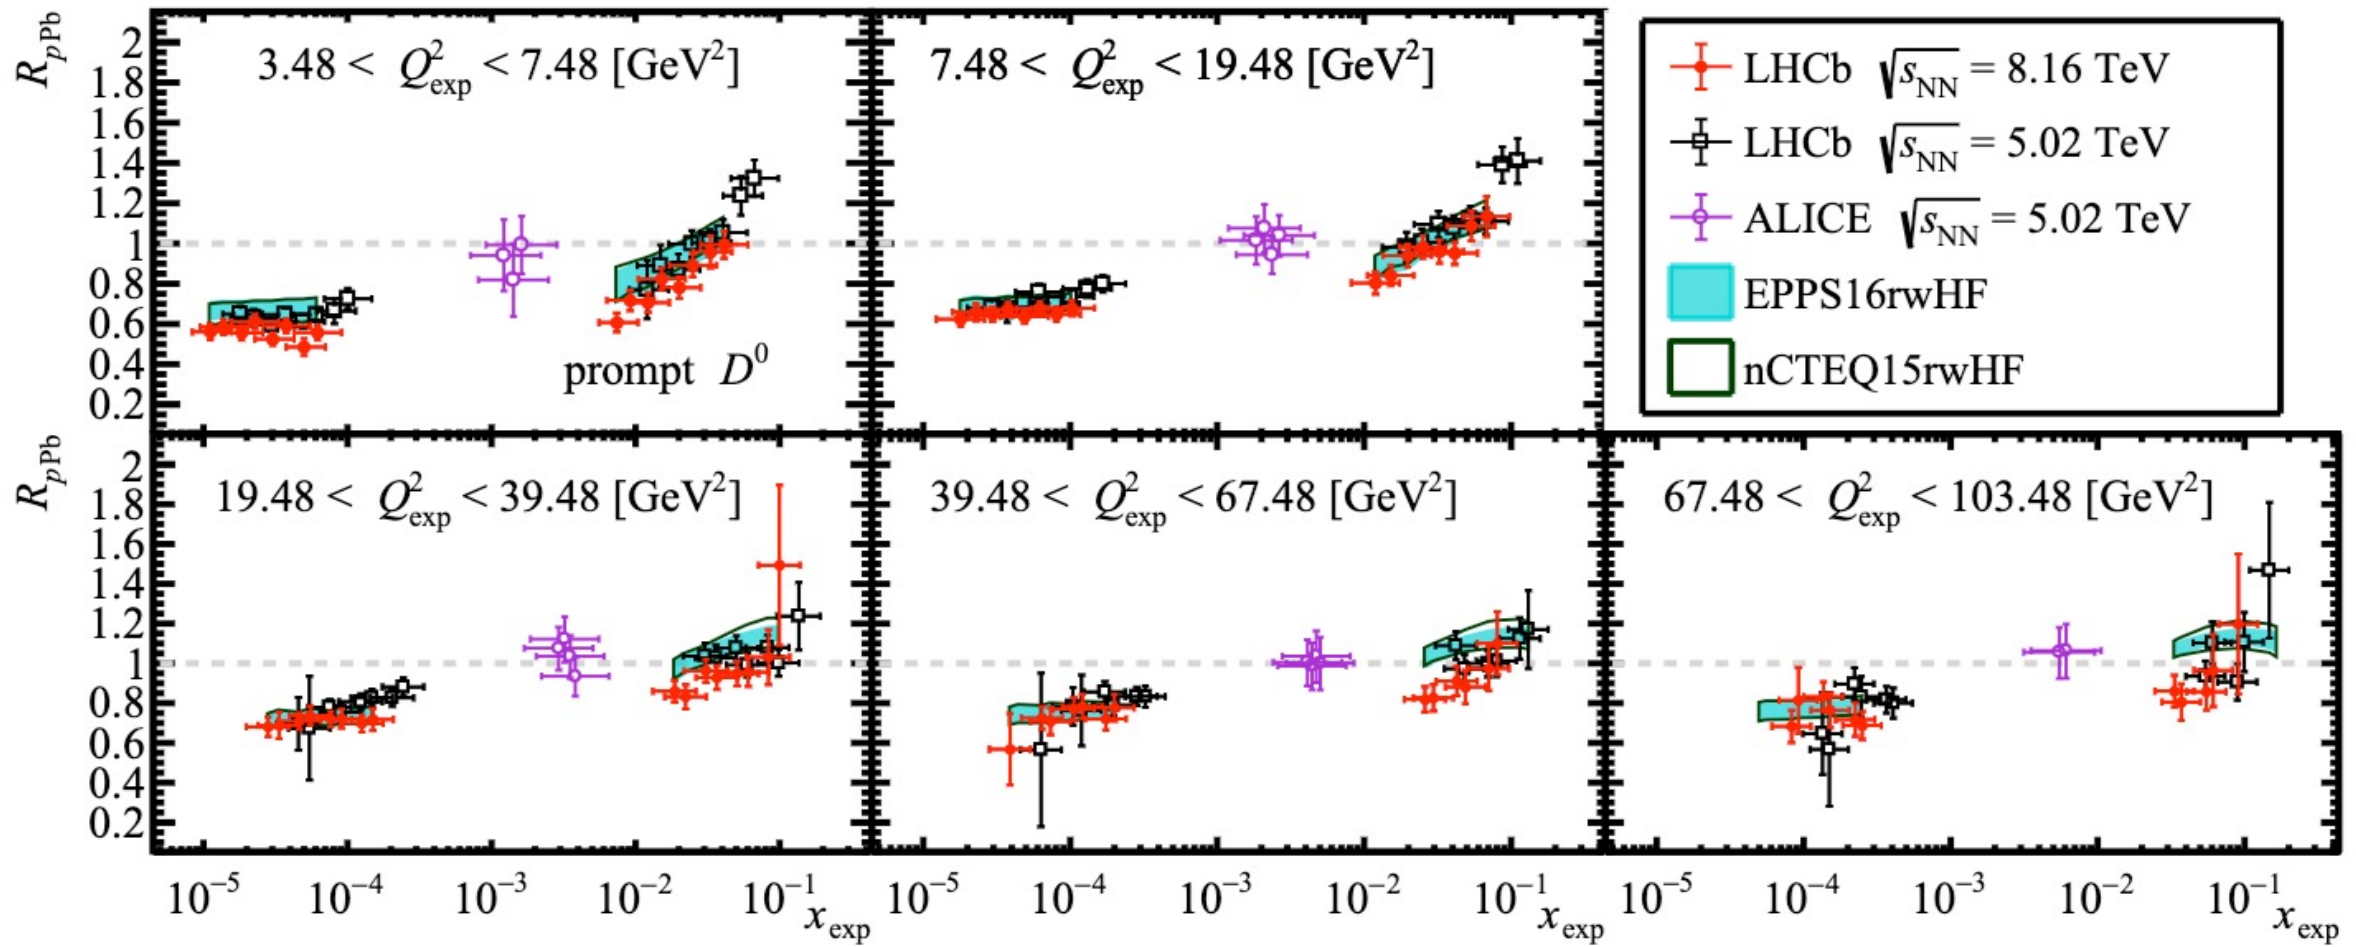 R_pPb
2
1.8
1.6
1.4
1.2
1
0.8
0.6
0.4
0.2
3.48 < Q²_exp < 7.48 [GeV²]
prompt D⁰
7.48 < Q²_exp < 19.48 [GeV²]
LHCb √s_NN = 8.16 TeV
LHCb √s_NN = 5.02 TeV
ALICE √s_NN = 5.02 TeV
EPPS16rwHF
nCTEQ15rwHF
R_pPb
2
1.8
1.6
1.4
1.2
1
0.8
0.6
0.4
0.2
19.48 < Q²_exp < 39.48 [GeV²]
39.48 < Q²_exp < 67.48 [GeV²]
67.48 < Q²_exp < 103.48 [GeV²]
10⁻⁵ 10⁻⁴ 10⁻³ 10⁻² 10⁻¹
x_exp
10⁻⁵ 10⁻⁴ 10⁻³ 10⁻² 10⁻¹
x_exp
10⁻⁵ 10⁻⁴ 10⁻³ 10⁻² 10⁻¹
x_exp